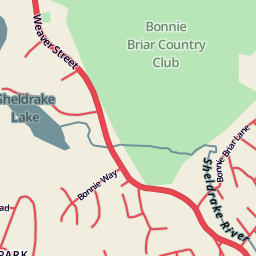 Weaver Street
Bonnie
Briar Country
Club
Sheldrake
Lake
Bonnie Way
Bonnie Briar Lane
Sheldrake River
PARK